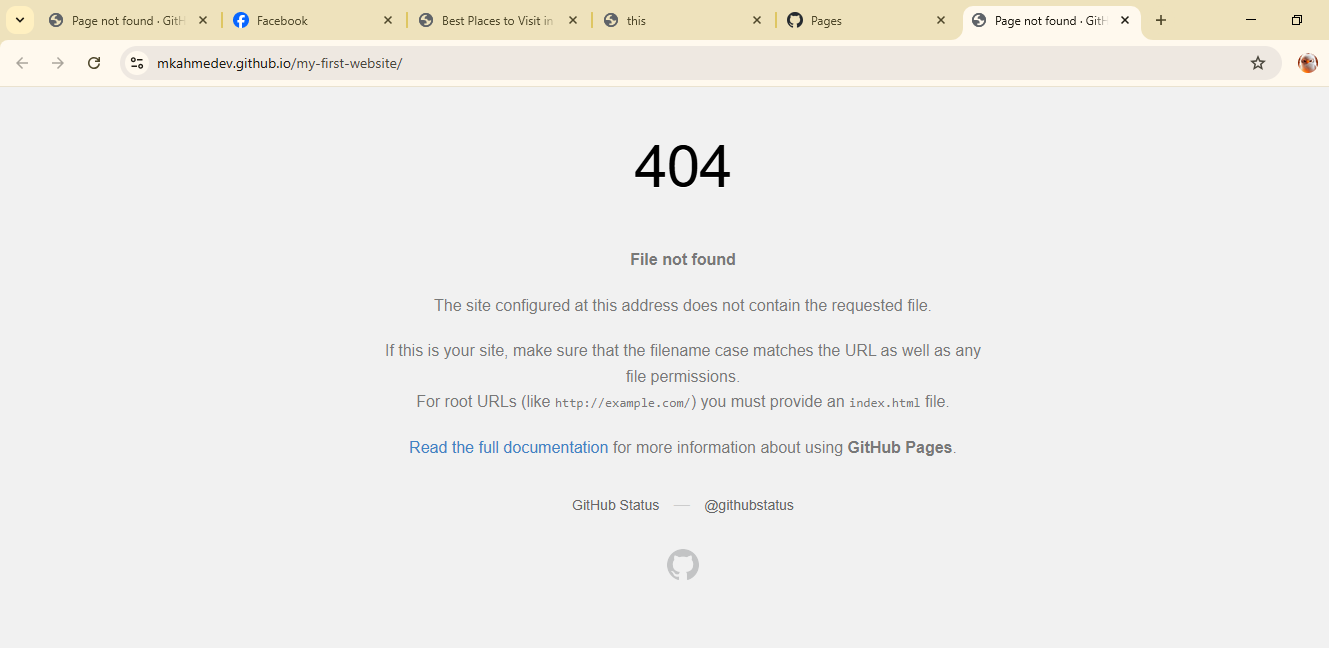 Page not found · GitH
Facebook
Best Places to Visit in
this
Pages
Page not found · GitH
mkahmedev.github.io/my-first-website/
404
File not found
The site configured at this address does not contain the requested file.
If this is your site, make sure that the filename case matches the URL as well as any
file permissions.
For root URLs (like http://example.com/) you must provide an index.html file.
Read the full documentation for more information about using GitHub Pages.
GitHub Status — @githubstatus